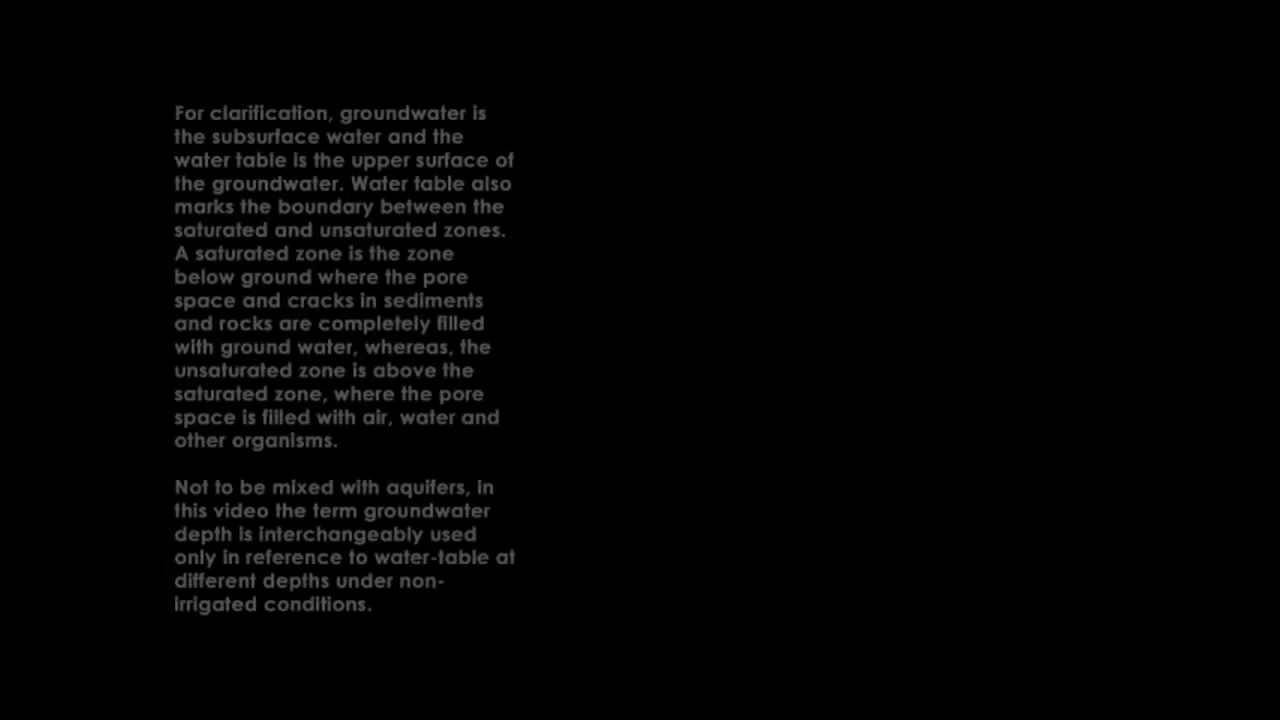 For clarification, groundwater is
the subsurface water and the
water table is the upper surface of
the groundwater. Water table also
marks the boundary between the
saturated and unsaturated zones.
A saturated zone is the zone
below ground where the pore
space and cracks in sediments
and rocks are completely filled
with ground water, whereas, the
unsaturated zone is above the
saturated zone, where the pore
space is filled with air, water and
other organisms.
Not to be mixed with aquifers, in
this video the term groundwater
depth is interchangeably used
only in reference to water-table at
different depths under non-
irrigated conditions.